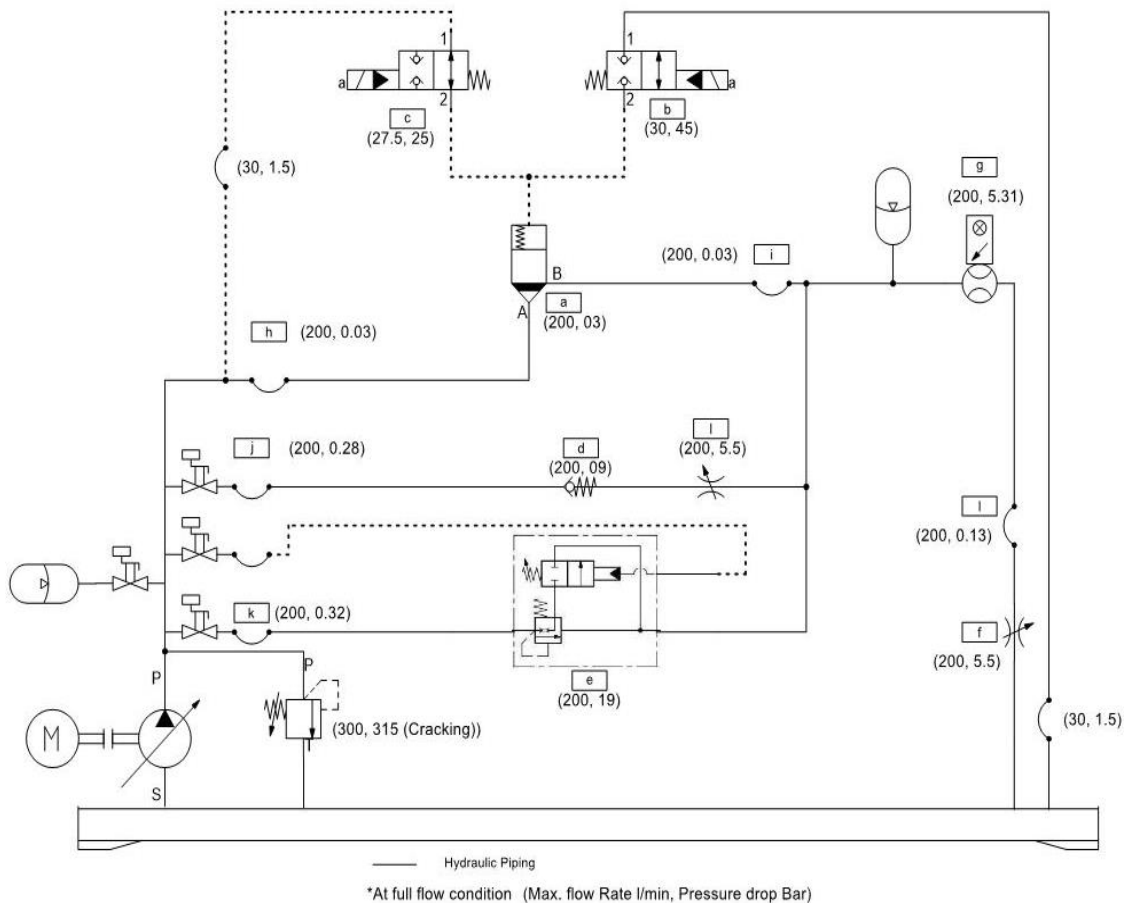 1
1
a
2
2
a
c
(27.5, 25)
b
(30, 45)
(30, 1.5)
g
(200, 5.31)
(200, 0.03)
i
B
A
a
(200, 03)
h
(200, 0.03)
j
(200, 0.28)
d
(200, 09)
l
(200, 5.5)
l
(200, 0.13)
k
(200, 0.32)
f
(200, 5.5)
e
(200, 19)
P
P
(300, 315 (Cracking))
(30, 1.5)
M
S
Hydraulic Piping
*At full flow condition (Max. flow Rate l/min, Pressure drop Bar)